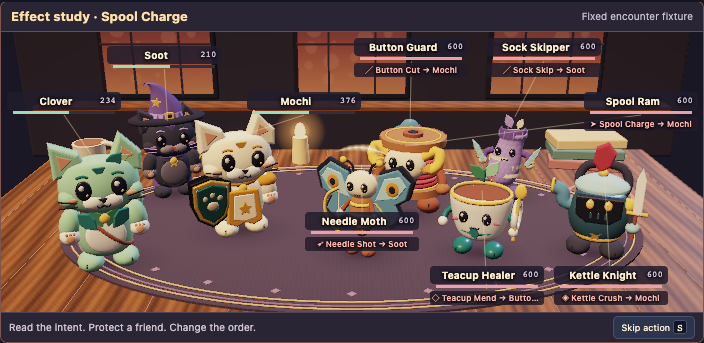 Effect study · Spool Charge
Fixed encounter fixture
Soot 210
Button Guard 600
Button Cut → Mochi
Sock Skipper 600
Sock Skip → Soot
Clover 234
Mochi 376
Spool Ram 600
Spool Charge → Mochi
Needle Moth 600
Needle Shot → Soot
Teacup Healer 600
Teacup Mend → Butto...
Kettle Knight 600
Kettle Crush → Mochi
Read the intent. Protect a friend. Change the order.
Skip action S